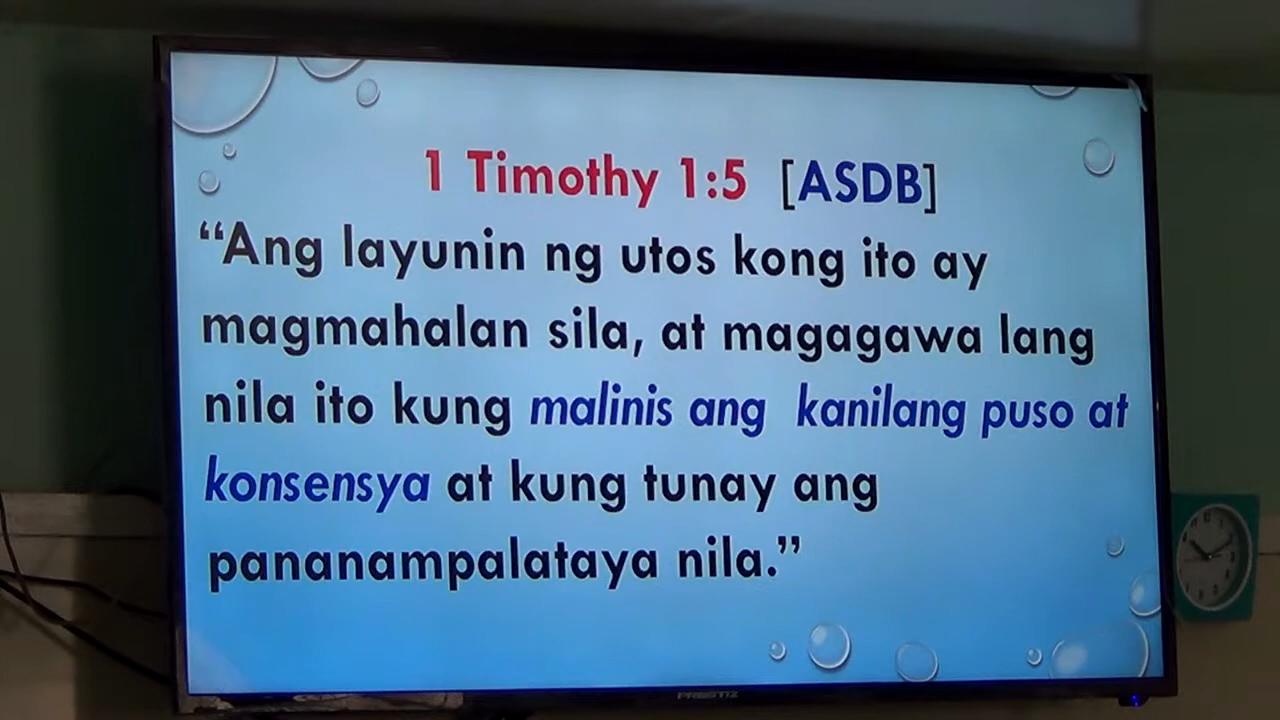 1 Timothy 1:5 [ASDB]
“Ang layunin ng utos kong ito ay
magmahalan sila, at magagawa lang
nila ito kung malinis ang kanilang puso at
konsensya at kung tunay ang
pananampalataya nila.”
PRESTIZ